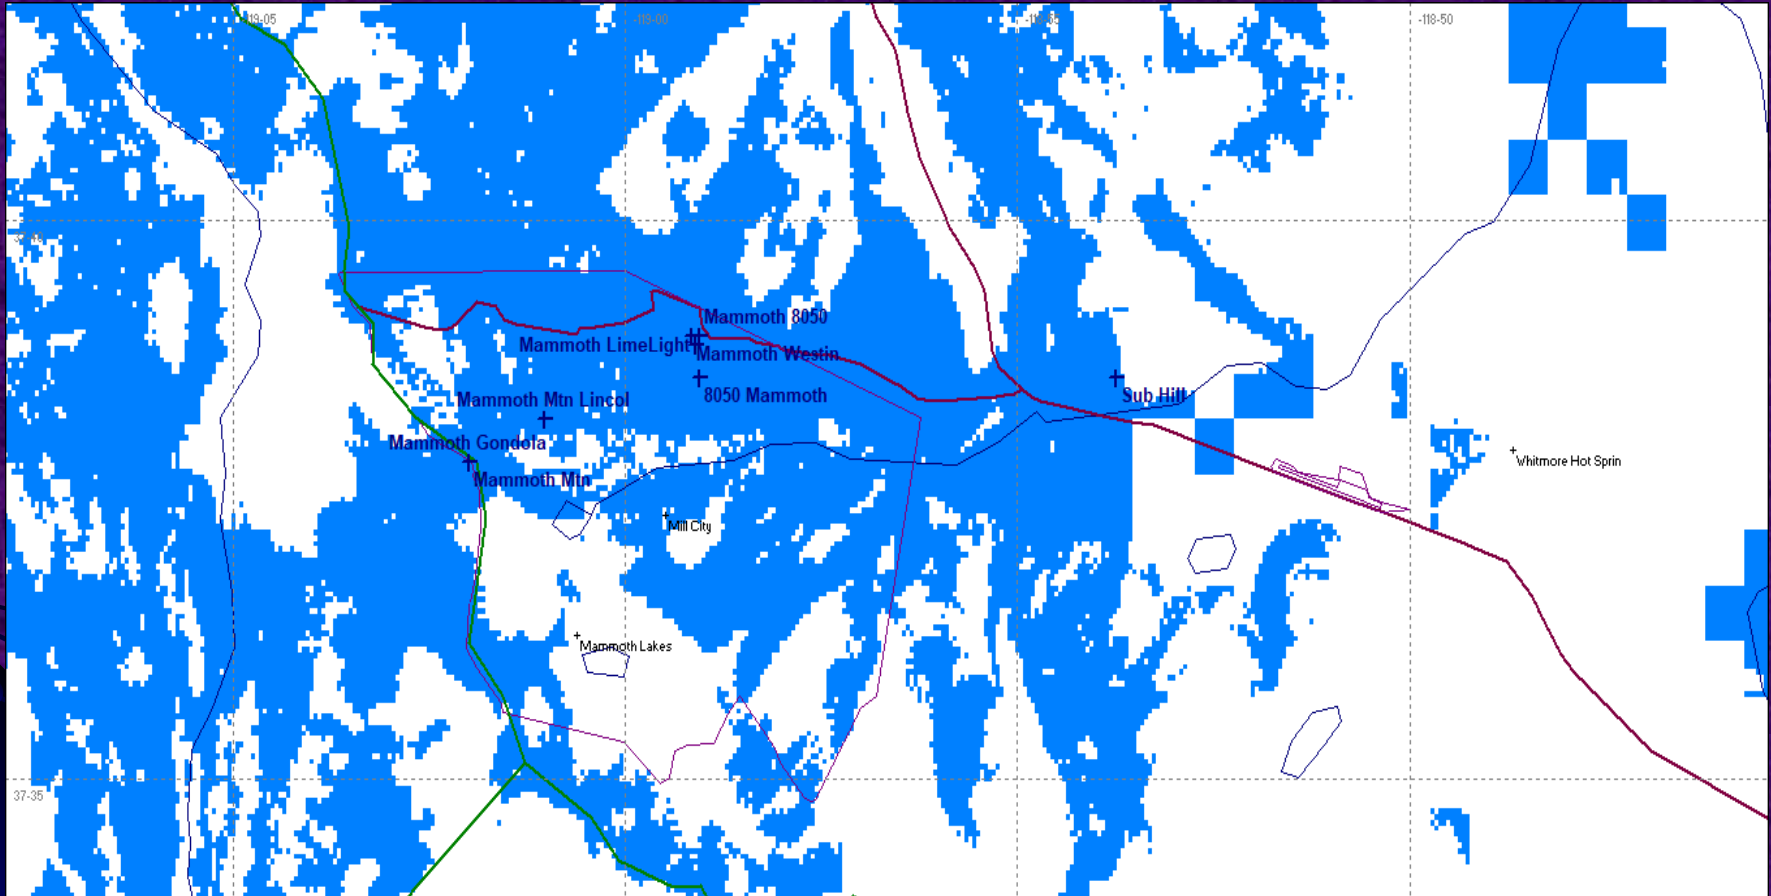 -119-00
-118-50
Mammoth 8050
Mammoth LimeLight
Mammoth Westin
8050 Mammoth
Sub Hill
Mammoth Mtn Lincol
Mammoth Gondola
Mammoth Mtn
Whitmore Hot Sprin
Mill City
Mammoth Lakes
37-35